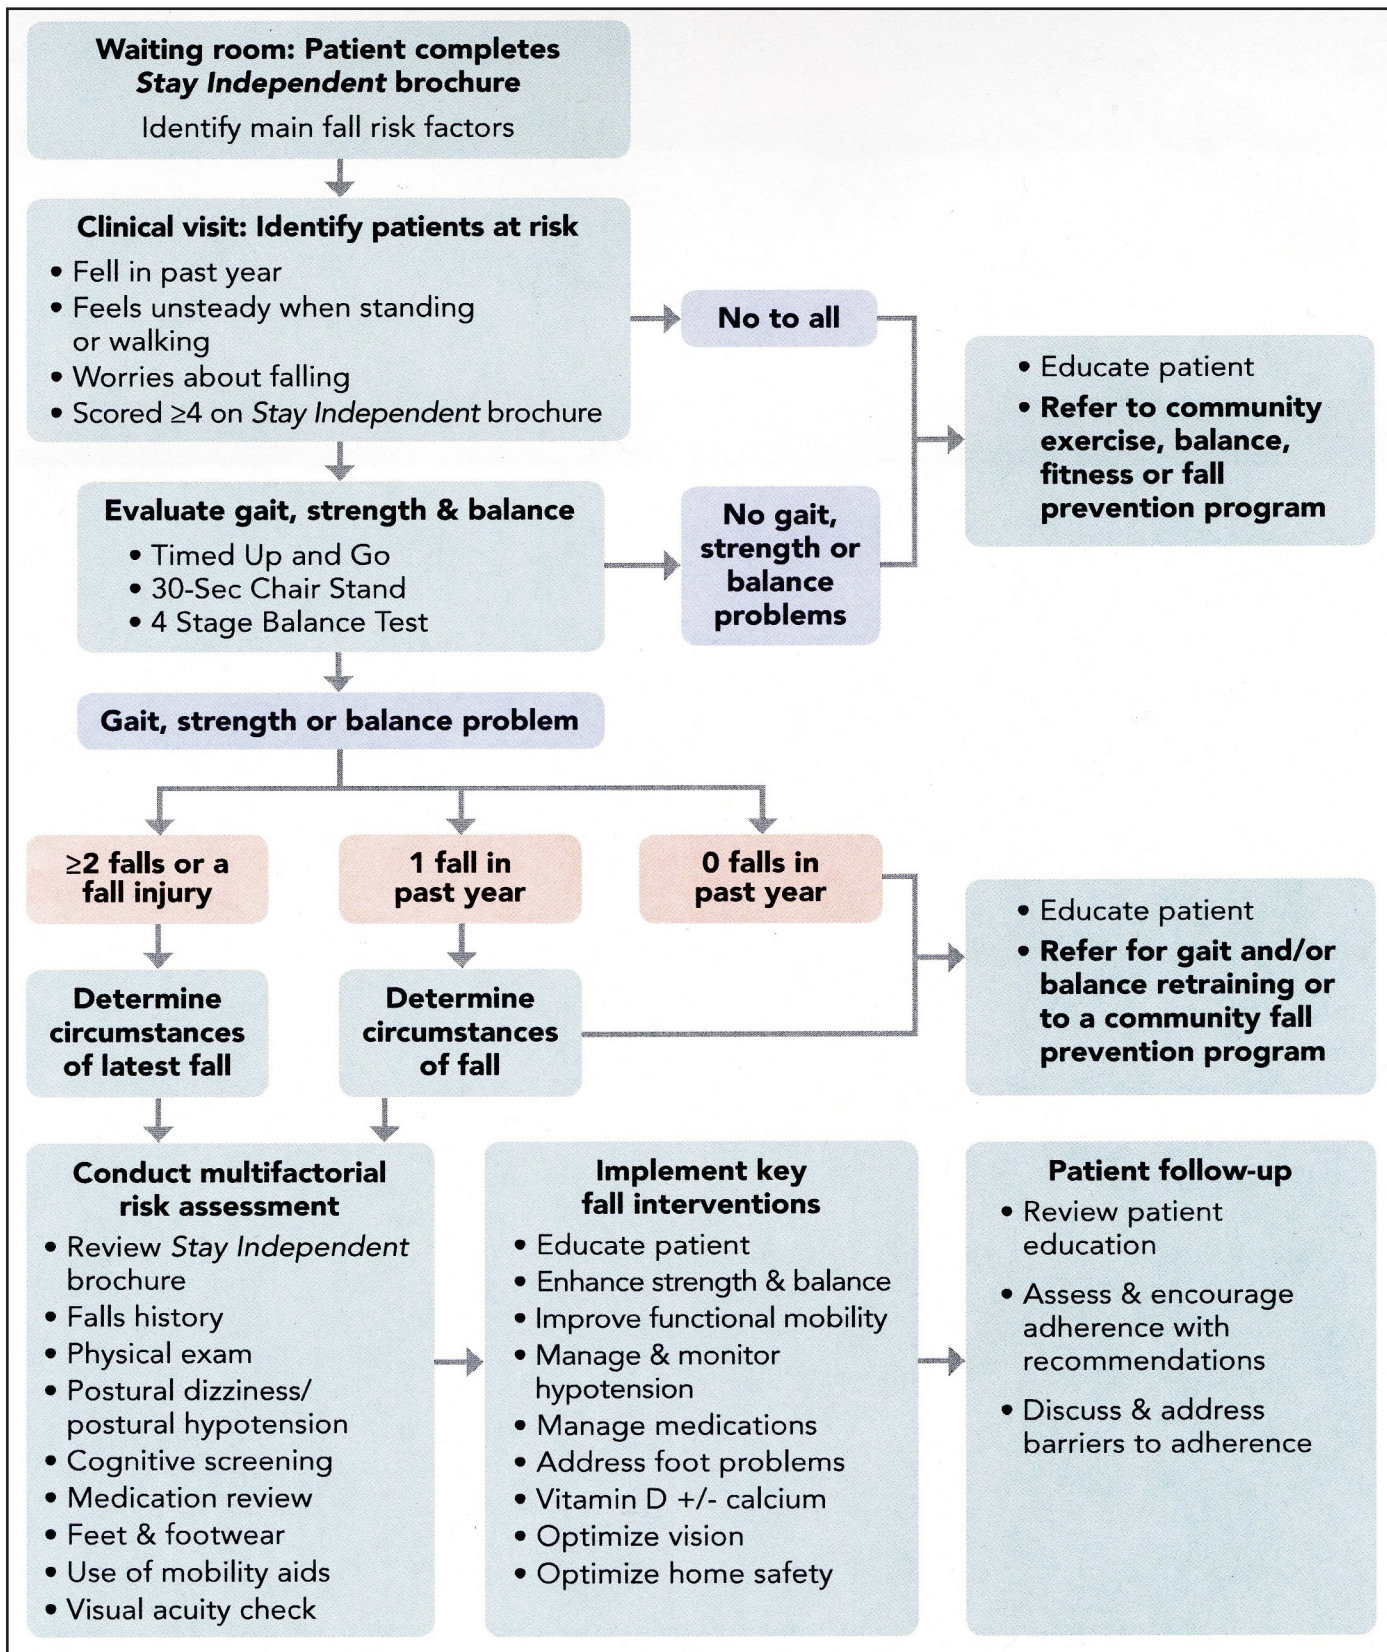 Waiting room: Patient completes
Stay Independent brochure
Identify main fall risk factors
Clinical visit: Identify patients at risk
• Fell in past year
• Feels unsteady when standing
or walking
• Worries about falling
• Scored ≥4 on Stay Independent brochure
No to all
• Educate patient
• Refer to community
exercise, balance,
fitness or fall
prevention program
Evaluate gait, strength & balance
• Timed Up and Go
• 30-Sec Chair Stand
• 4 Stage Balance Test
No gait,
strength or
balance
problems
Gait, strength or balance problem
≥2 falls or a
fall injury
1 fall in
past year
0 falls in
past year
• Educate patient
• Refer for gait and/or
balance retraining or
to a community fall
prevention program
Determine
circumstances
of latest fall
Determine
circumstances
of fall
Conduct multifactorial
risk assessment
• Review Stay Independent
brochure
• Falls history
• Physical exam
• Postural dizziness/
postural hypotension
• Cognitive screening
• Medication review
• Feet & footwear
• Use of mobility aids
• Visual acuity check
Implement key
fall interventions
• Educate patient
• Enhance strength & balance
• Improve functional mobility
• Manage & monitor
hypotension
• Manage medications
• Address foot problems
• Vitamin D +/- calcium
• Optimize vision
• Optimize home safety
Patient follow-up
• Review patient
education
• Assess & encourage
adherence with
recommendations
• Discuss & address
barriers to adherence